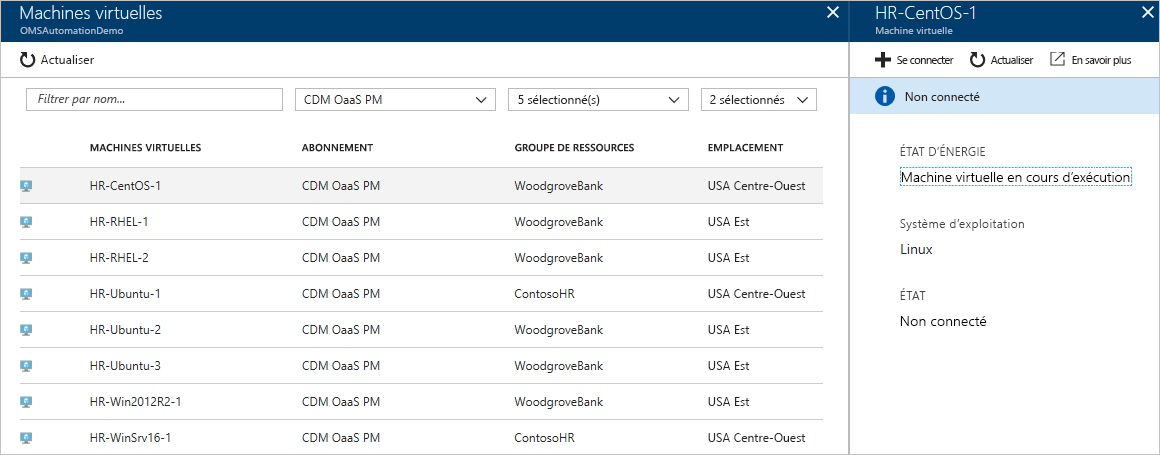 Machines virtuelles
OMSAutomationDemo
Actualiser
Filtrer par nom... CDM OaaS PM 5 sélectionné(s) 2 sélectionnés
MACHINES VIRTUELLES ABONNEMENT GROUPE DE RESSOURCES EMPLACEMENT
HR-CentOS-1 CDM OaaS PM WoodgroveBank USA Centre-Ouest
HR-RHEL-1 CDM OaaS PM WoodgroveBank USA Est
HR-RHEL-2 CDM OaaS PM WoodgroveBank USA Est
HR-Ubuntu-1 CDM OaaS PM ContosoHR USA Centre-Ouest
HR-Ubuntu-2 CDM OaaS PM WoodgroveBank USA Est
HR-Ubuntu-3 CDM OaaS PM WoodgroveBank USA Est
HR-Win2012R2-1 CDM OaaS PM WoodgroveBank USA Est
HR-WinSrv16-1 CDM OaaS PM ContosoHR USA Centre-Ouest
HR-CentOS-1
Machine virtuelle
Se connecter Actualiser En savoir plus
Non connecté
ÉTAT D’ÉNERGIE
Machine virtuelle en cours d’exécution
Système d’exploitation
Linux
ÉTAT
Non connecté